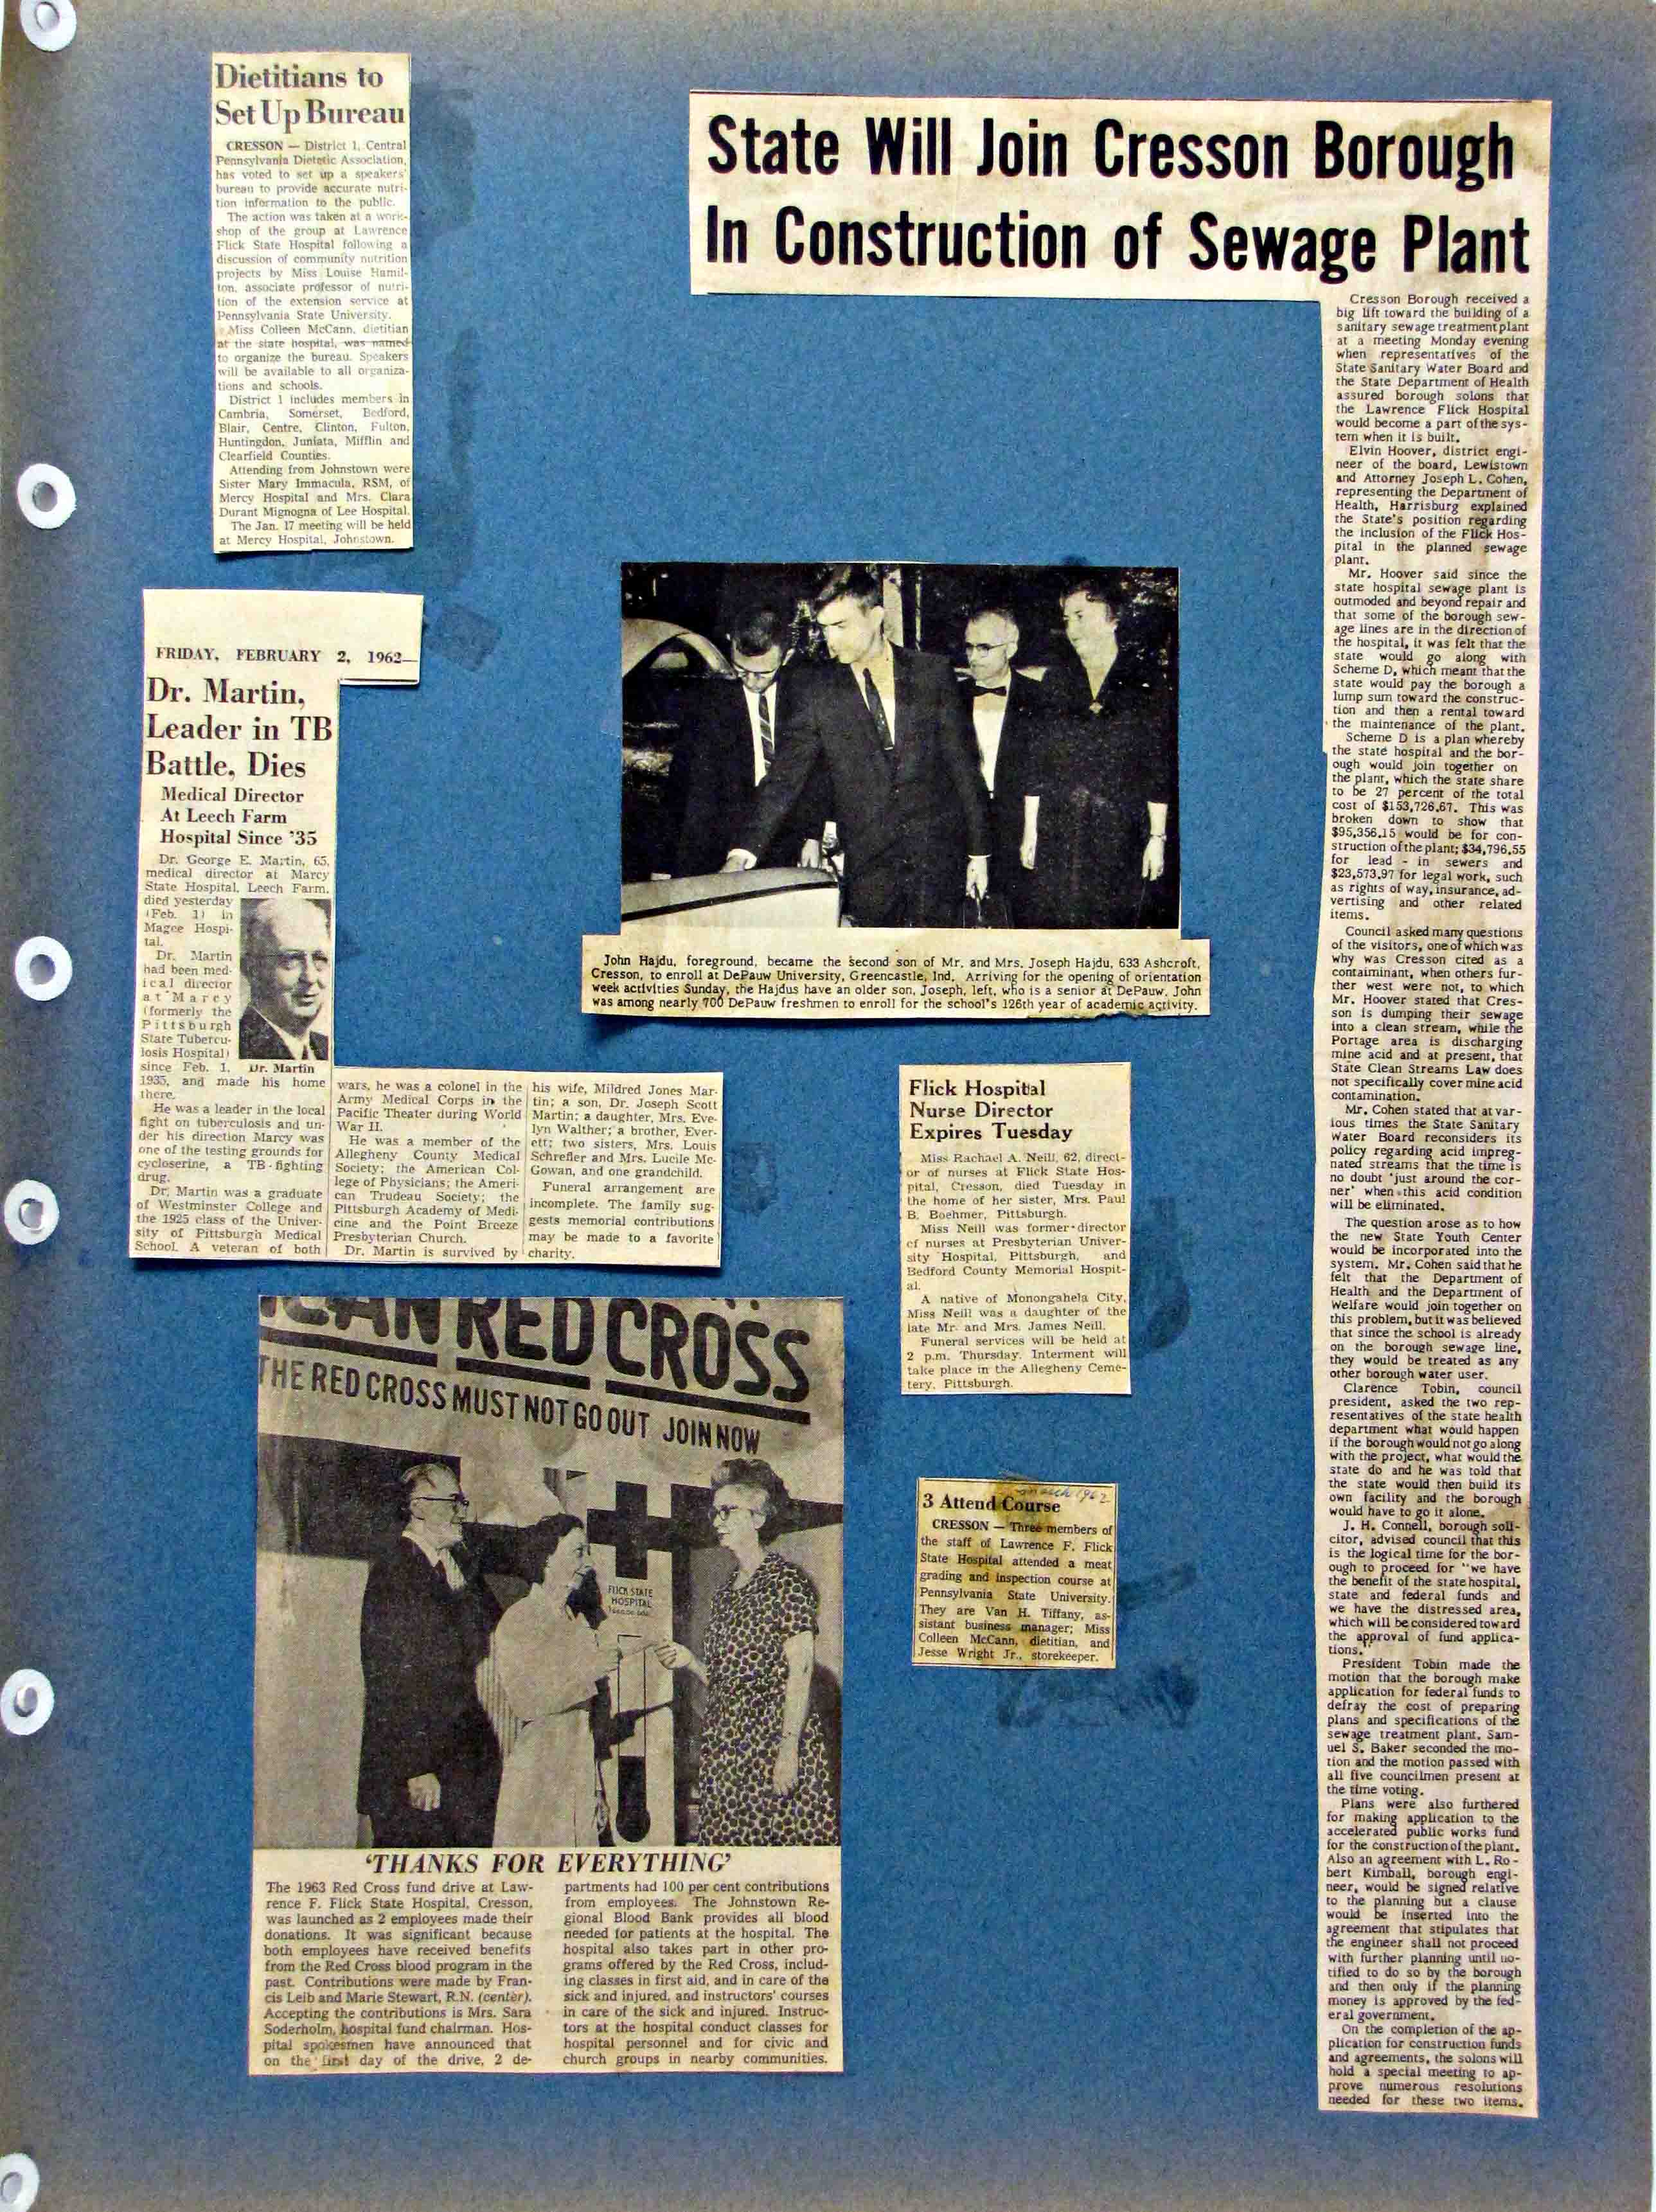 Dietitians to
Set Up Bureau
CRESSON — District 1, Central
Pennsylvania Dietetic Association,
has voted to set up a speakers'
bureau to provide accurate nutri-
tion information to the public.
The action was taken at a work-
shop of the group at Lawrence
Flick State Hospital following a
discussion of community nutrition
projects by Miss Louise Hamil-
ton, associate professor of nutri-
tion of the extension service at
Pennsylvania State University.
Miss Colleen McCann, dietitian
at the state hospital, was named
to organize the bureau. Speakers
will be available to all organiza-
tions and schools.
District 1 includes members in
Cambria, Somerset, Bedford,
Blair, Centre, Clinton, Fulton,
Huntingdon, Juniata, Mifflin and
Clearfield Counties.
Attending from Johnstown were
Sister Mary Immacula, RSM, of
Mercy Hospital and Mrs. Clara
Durant Mignogna of Lee Hospital.
The Jan. 17 meeting will be held
at Mercy Hospital, Johnstown.
FRIDAY, FEBRUARY 2, 1962—
Dr. Martin,
Leader in TB
Battle, Dies
Medical Director
At Leech Farm
Hospital Since '35
Dr. George E. Martin, 65,
medical director at Marcy
State Hospital, Leech Farm,
died yesterday
(Feb. 1) in
Magee Hospi-
tal.
Dr. Martin
had been med-
ical director
at Marcy
(formerly the
Pittsburgh
State Tubercu-
losis Hospital)
since Feb. 1,
Dr. Martin
1935, and made his home
there.
He was a leader in the local
fight on tuberculosis and un-
der his direction Marcy was
one of the testing grounds for
cycloserine, a TB-fighting
drug.
Dr. Martin was a graduate
of Westminster College and
the 1925 class of the Univer-
sity of Pittsburgh Medical
School. A veteran of both
wars, he was a colonel in the
Army Medical Corps in the
Pacific Theater during World
War II.
He was a member of the
Allegheny County Medical
Society; the American Col-
lege of Physicians; the Ameri-
can Trudeau Society; the
Pittsburgh Academy of Medi-
cine and the Point Breeze
Presbyterian Church.
Dr. Martin is survived by
his wife, Mildred Jones Mar-
tin; a son, Dr. Joseph Scott
Martin; a daughter, Mrs. Eve-
lyn Walther; a brother, Ever-
ett; two sisters, Mrs. Louis
Schrefler and Mrs. Lucile Mc-
Gowan, and one grandchild.
Funeral arrangement are
incomplete. The family sug-
gests memorial contributions
may be made to a favorite
charity.
ICAN RED CROSS
THE RED CROSS MUST NOT GO OUT JOIN NOW
FLICK STATE
HOSPITAL
'THANKS FOR EVERYTHING'
The 1963 Red Cross fund drive at Law-
rence F. Flick State Hospital, Cresson,
was launched as 2 employees made their
donations. It was significant because
both employees have received benefits
from the Red Cross blood program in the
past. Contributions were made by Fran-
cis Leib and Marie Stewart, R.N. (center).
Accepting the contributions is Mrs. Sara
Soderholm, hospital fund chairman. Hos-
pital spokesmen have announced that
on the first day of the drive, 2 de-
partments had 100 per cent contributions
from employees. The Johnstown Re-
gional Blood Bank provides all blood
needed for patients at the hospital. The
hospital also takes part in other pro-
grams offered by the Red Cross, includ-
ing classes in first aid, and in care of the
sick and injured, and instructors' courses
in care of the sick and injured. Instruc-
tors at the hospital conduct classes for
hospital personnel and for civic and
church groups in nearby communities.
John Hajdu, foreground, became the second son of Mr. and Mrs. Joseph Hajdu, 633 Ashcroft,
Cresson, to enroll at DePauw University, Greencastle, Ind. Arriving for the opening of orientation
week activities Sunday, the Hajdus have an older son, Joseph, left, who is a senior at DePauw. John
was among nearly 700 DePauw freshmen to enroll for the school's 126th year of academic activity.
Flick Hospital
Nurse Director
Expires Tuesday
Miss Rachael A. Neill, 62, direct-
or of nurses at Flick State Hos-
pital, Cresson, died Tuesday in
the home of her sister, Mrs. Paul
B. Boehmer, Pittsburgh.
Miss Neill was former director
of nurses at Presbyterian Univer-
sity Hospital, Pittsburgh, and
Bedford County Memorial Hospit-
al.
A native of Monongahela City,
Miss Neill was a daughter of the
late Mr. and Mrs. James Neill.
Funeral services will be held at
2 p.m. Thursday. Interment will
take place in the Allegheny Ceme-
tery, Pittsburgh.
March 1962
3 Attend Course
CRESSON — Three members of
the staff of Lawrence F. Flick
State Hospital attended a meat
grading and inspection course at
Pennsylvania State University.
They are Van H. Tiffany, as-
sistant business manager; Miss
Colleen McCann, dietitian, and
Jesse Wright Jr., storekeeper.
State Will Join Cresson Borough
In Construction of Sewage Plant
Cresson Borough received a
big lift toward the building of a
sanitary sewage treatment plant
at a meeting Monday evening
when representatives of the
State Sanitary Water Board and
the State Department of Health
assured borough solons that
the Lawrence Flick Hospital
would become a part of the sys-
tem when it is built.
Elvin Hoover, district engi-
neer of the board, Lewistown
and Attorney Joseph L. Cohen,
representing the Department of
Health, Harrisburg explained
the State's position regarding
the inclusion of the Flick Hos-
pital in the planned sewage
plant.
Mr. Hoover said since the
state hospital sewage plant is
outmoded and beyond repair and
that some of the borough sew-
age lines are in the direction of
the hospital, it was felt that the
state would go along with
Scheme D, which meant that the
state would pay the borough a
lump sum toward the construc-
tion and then a rental toward
the maintenance of the plant.
Scheme D is a plan whereby
the state hospital and the bor-
ough would join together on
the plant, which the state share
to be 27 percent of the total
cost of $153,726.67. This was
broken down to show that
$95,356.15 would be for con-
struction of the plant; $34,796.55
for lead - in sewers and
$23,573.97 for legal work, such
as rights of way, insurance, ad-
vertising and other related
items.
Council asked many questions
of the visitors, one of which was
why was Cresson cited as a
contaiminant, when others fur-
ther west were not, to which
Mr. Hoover stated that Cres-
son is dumping their sewage
into a clean stream, while the
Portage area is discharging
mine acid and at present, that
State Clean Streams Law does
not specifically cover mine acid
contamination.
Mr. Cohen stated that at var-
ious times the State Sanitary
Water Board reconsiders its
policy regarding acid impreg-
nated streams that the time is
no doubt 'just around the cor-
ner' when this acid condition
will be eliminated.
The question arose as to how
the new State Youth Center
would be incorporated into the
system. Mr. Cohen said that he
felt that the Department of
Health and the Department of
Welfare would join together on
this problem, but it was believed
that since the school is already
on the borough sewage line,
they would be treated as any
other borough water user.
Clarence Tobin, council
president, asked the two rep-
resentatives of the state health
department what would happen
if the borough would not go along
with the project, what would the
state do and he was told that
the state would then build its
own facility and the borough
would have to go it alone.
J. H. Connell, borough soli-
citor, advised council that this
is the logical time for the bor-
ough to proceed for "we have
the benefit of the state hospital,
state and federal funds and
we have the distressed area,
which will be considered toward
the approval of fund applica-
tions."
President Tobin made the
motion that the borough make
application for federal funds to
defray the cost of preparing
plans and specifications of the
sewage treatment plant. Sam-
uel S. Baker seconded the mo-
tion and the motion passed with
all five councilmen present at
the time voting.
Plans were also furthered
for making application to the
accelerated public works fund
for the construction of the plant.
Also an agreement with L. Ro-
bert Kimball, borough engi-
neer, would be signed relative
to the planning but a clause
would be inserted into the
agreement that stipulates that
the engineer shall not proceed
with further planning until no-
tified to do so by the borough
and then only if the planning
money is approved by the fed-
eral government.
On the completion of the ap-
plication for construction funds
and agreements, the solons will
hold a special meeting to ap-
prove numerous resolutions
needed for these two items.